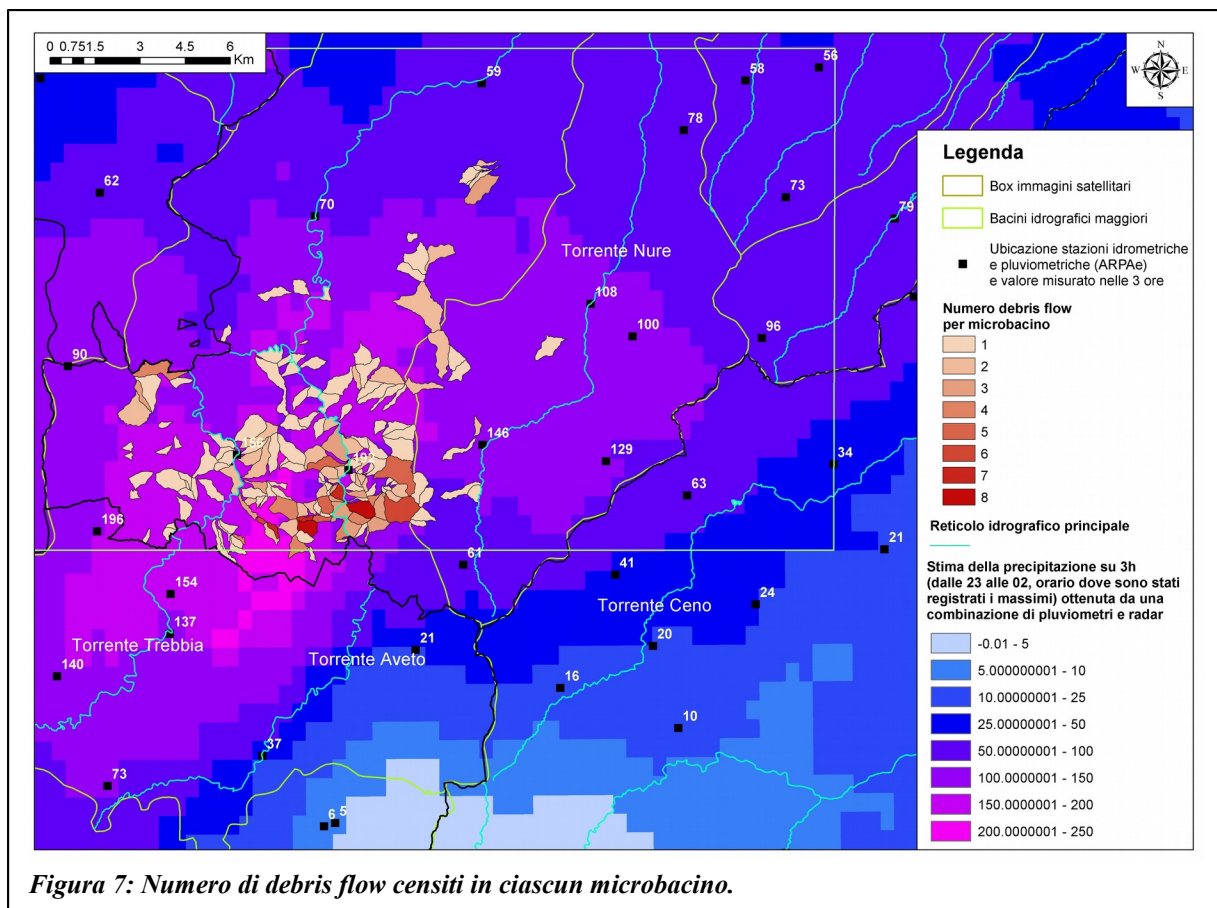 0 0.751.5 3 4.5 6
Km
N
W E
S
59
58
56
78
62
73
70
79
Torrente Nure
108
100
96
90
146
129
34
63
196
61
21
41
154
24
Torrente Ceno
137
20
21
Torrente Trebbia
Torrente Aveto
140
16
10
37
73
6 5
Legenda
Box immagini satellitari
Bacini idrografici maggiori
Ubicazione stazioni idrometriche
e pluviometriche (ARPAe)
e valore misurato nelle 3 ore
Numero debris flow
per microbacino
1
2
3
4
5
6
7
8
Reticolo idrografico principale
Stima della precipitazione su 3h
(dalle 23 alle 02, orario dove sono stati
registrati i massimi) ottenuta da una
combinazione di pluviometri e radar
-0.01 - 5
5.000000001 - 10
10.00000001 - 25
25.00000001 - 50
50.00000001 - 100
100.0000001 - 150
150.0000001 - 200
200.0000001 - 250
Figura 7: Numero di debris flow censiti in ciascun microbacino.